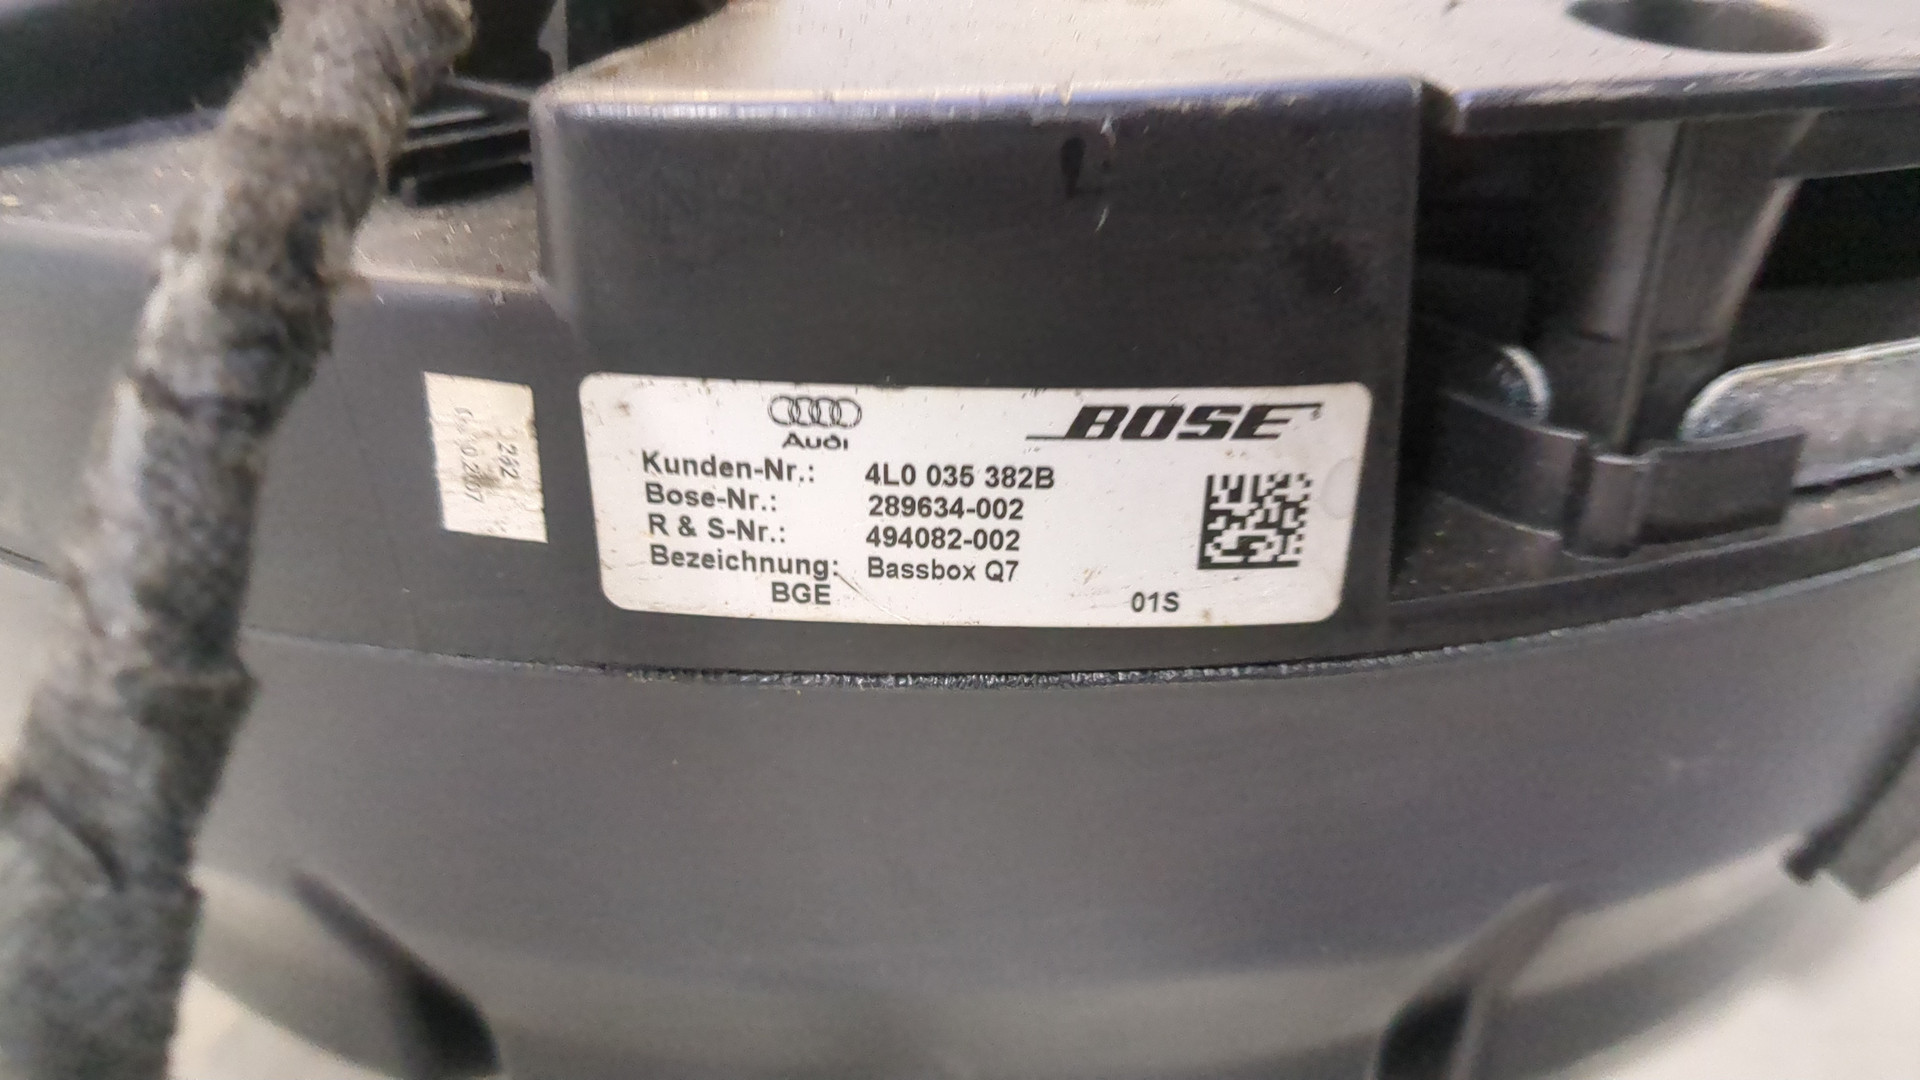 Audi
BOSE
Kunden-Nr.: 4L0 035 382B
Bose-Nr.: 289634-002
R & S-Nr.: 494082-002
Bezeichnung: Bassbox Q7
BGE 01S